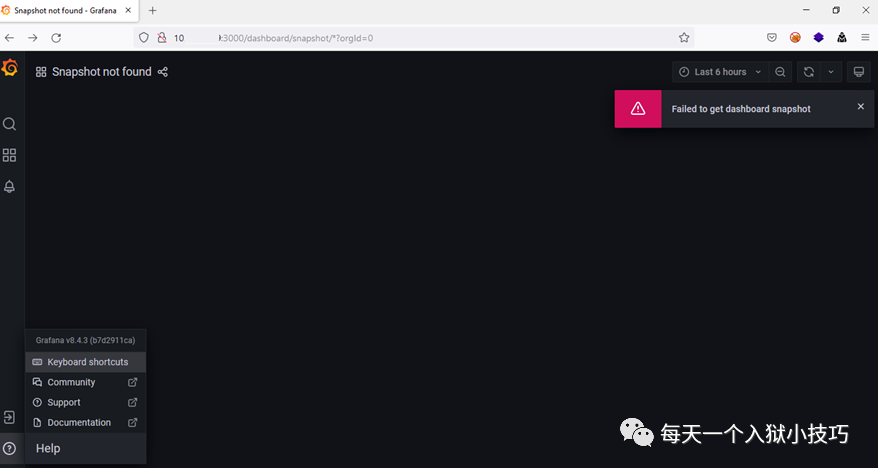 Snapshot not found - Grafana
10 :3000/dashboard/snapshot/*?orgId=0
Snapshot not found
Last 6 hours
Failed to get dashboard snapshot
Grafana v8.4.3 (b7d2911ca)
Keyboard shortcuts
Community
Support
Documentation
Help
每天一个入狱小技巧